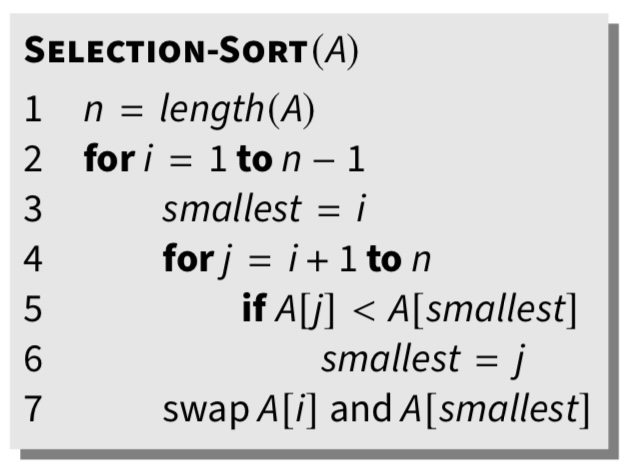 SELECTION-SORT(A)
1 n = length(A)
2 for i = 1 to n − 1
3 smallest = i
4 for j = i + 1 to n
5 if A[j] < A[smallest]
6 smallest = j
7 swap A[i] and A[smallest]